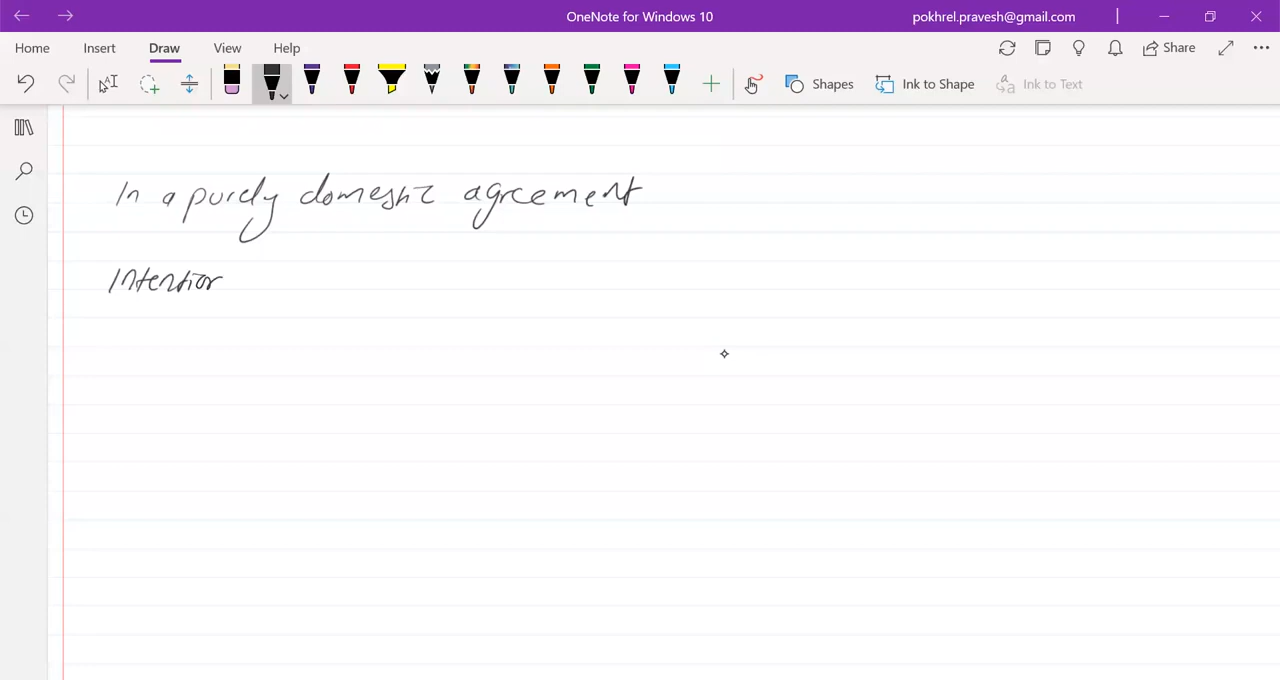 OneNote for Windows 10 pokhrel.pravesh@gmail.com
Home Insert Draw View Help Share
Shapes Ink to Shape Ink to Text
In a purely domestic agreement
Intention